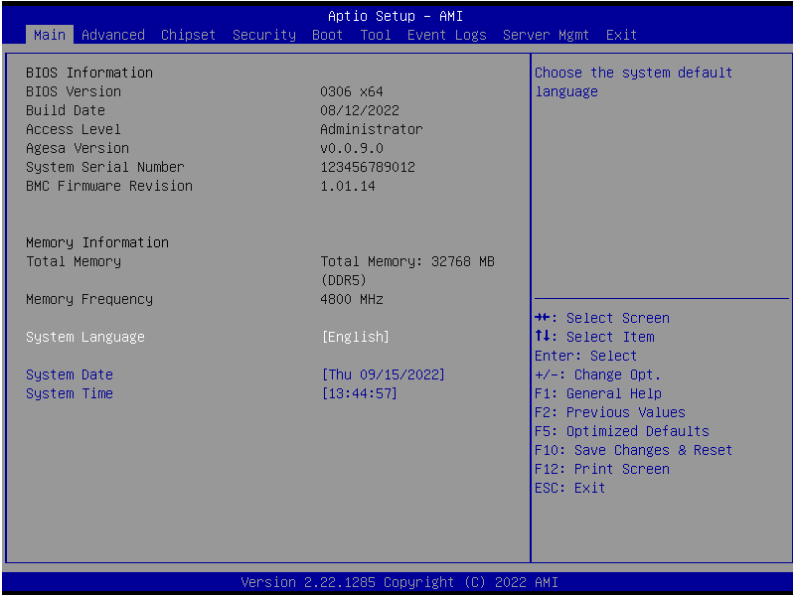 Aptio Setup – AMI
Main Advanced Chipset Security Boot Tool Event Logs Server Mgmt Exit
BIOS Information
BIOS Version 0306 x64
Build Date 08/12/2022
Access Level Administrator
Agesa Version v0.0.9.0
System Serial Number 123456789012
BMC Firmware Revision 1.01.14
Memory Information
Total Memory Total Memory: 32768 MB
(DDR5)
Memory Frequency 4800 MHz
System Language [English]
System Date [Thu 09/15/2022]
System Time [13:44:57]
Choose the system default
language
→←: Select Screen
↑↓: Select Item
Enter: Select
+/-: Change Opt.
F1: General Help
F2: Previous Values
F5: Optimized Defaults
F10: Save Changes & Reset
F12: Print Screen
ESC: Exit
Version 2.22.1285 Copyright (C) 2022 AMI